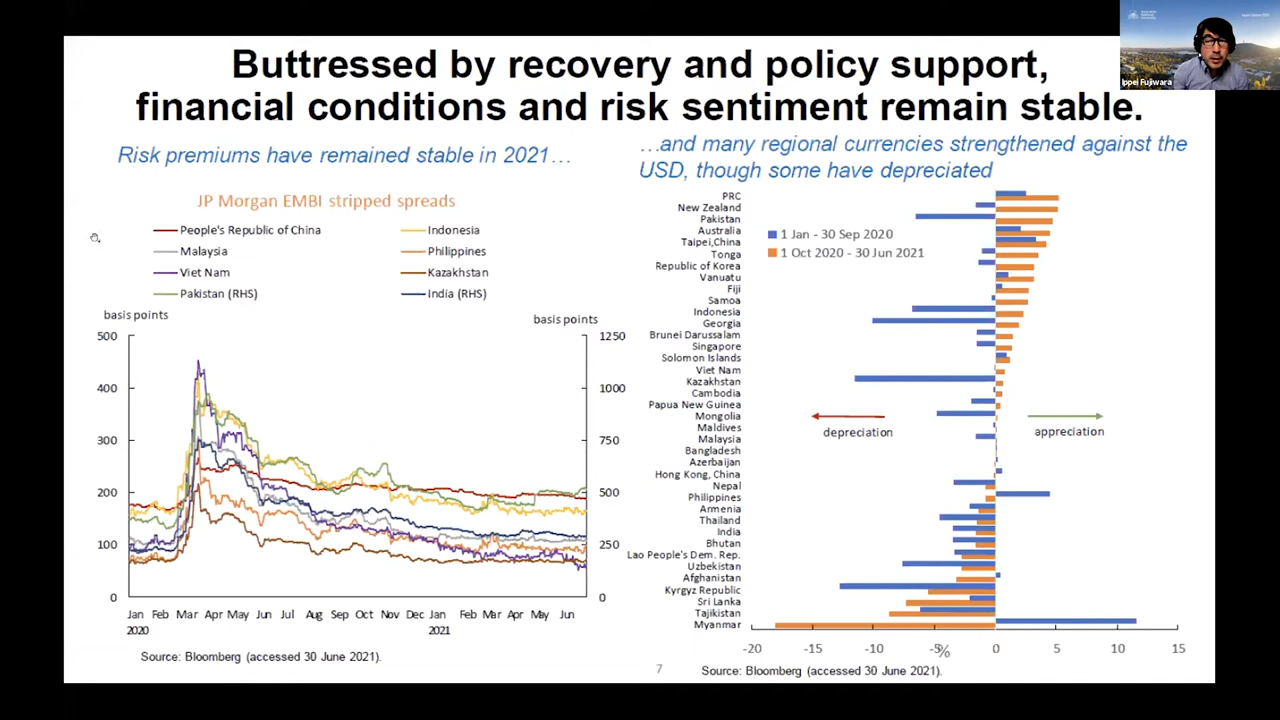 Buttressed by recovery and policy support,
financial conditions and risk sentiment remain stable.
Ippei Fujiwara
Risk premiums have remained stable in 2021…
JP Morgan EMBI stripped spreads
People's Republic of China
Indonesia
Malaysia
Philippines
Viet Nam
Kazakhstan
Pakistan (RHS)
India (RHS)
basis points
basis points
500
400
300
200
100
0
1250
1000
750
500
250
0
Jan Feb Mar Apr May Jun Jul Aug Sep Oct Nov Dec Jan Feb Mar Apr May Jun
2020 2021
Source: Bloomberg (accessed 30 June 2021).
…and many regional currencies strengthened against the
USD, though some have depreciated
1 Jan - 30 Sep 2020
1 Oct 2020 - 30 Jun 2021
PRC
New Zealand
Pakistan
Australia
Taipei,China
Tonga
Republic of Korea
Vanuatu
Fiji
Samoa
Indonesia
Georgia
Brunei Darussalam
Singapore
Solomon Islands
Viet Nam
Kazakhstan
Cambodia
Papua New Guinea
Mongolia
Maldives
Malaysia
Bangladesh
Azerbaijan
Hong Kong, China
Nepal
Philippines
Armenia
Thailand
India
Bhutan
Lao People's Dem. Rep.
Uzbekistan
Afghanistan
Kyrgyz Republic
Sri Lanka
Tajikistan
Myanmar
depreciation
appreciation
-20 -15 -10 -5 0 5 10 15
%
Source: Bloomberg (accessed 30 June 2021).
7